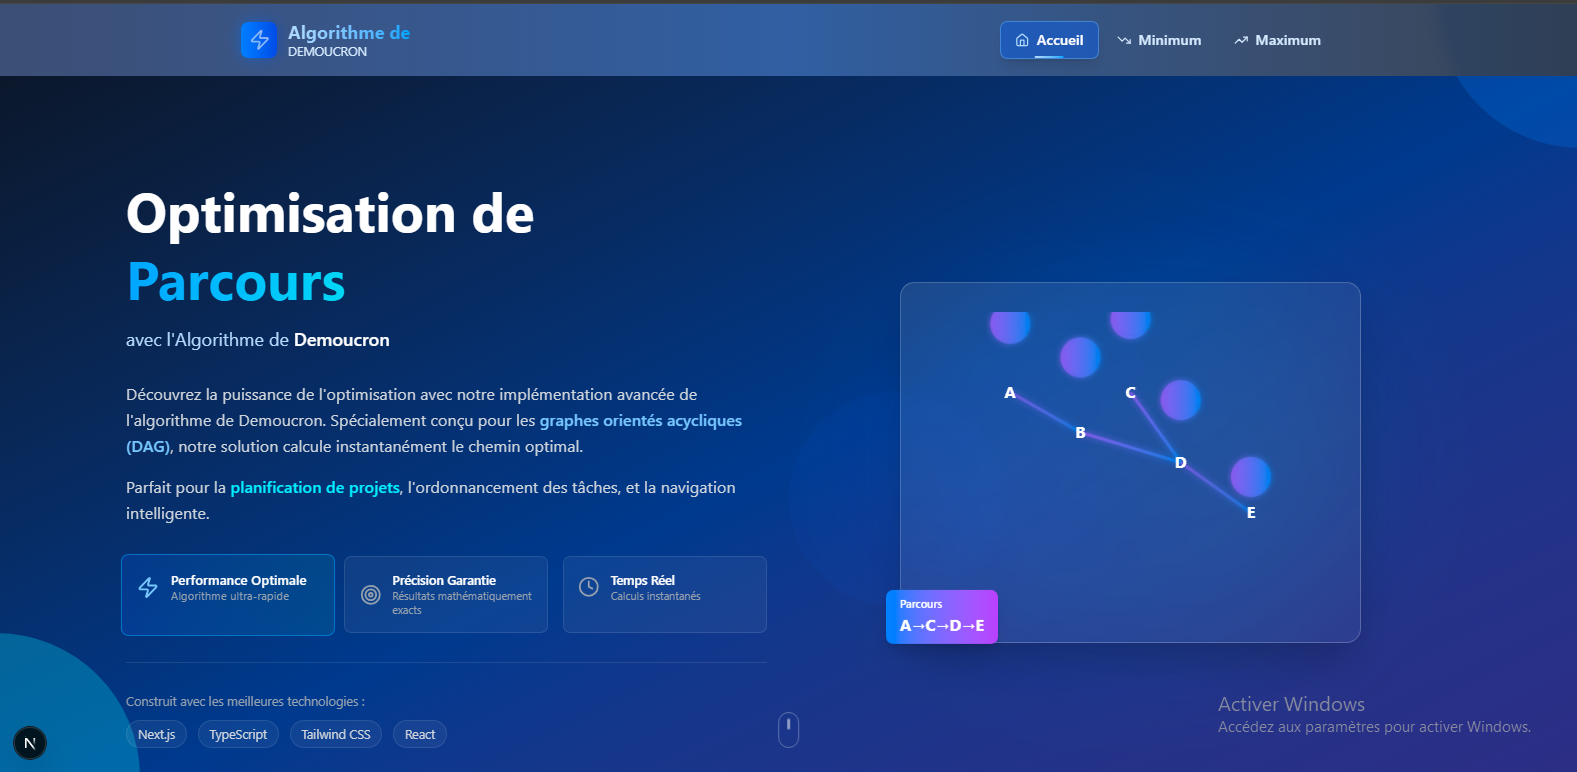 Algorithme de
DEMOUCRON
Accueil
Minimum
Maximum
Optimisation de
Parcours
avec l'Algorithme de Demoucron
Découvrez la puissance de l'optimisation avec notre implémentation avancée de
l'algorithme de Demoucron. Spécialement conçu pour les graphes orientés acycliques
(DAG), notre solution calcule instantanément le chemin optimal.
Parfait pour la planification de projets, l'ordonnancement des tâches, et la navigation
intelligente.
Performance Optimale
Algorithme ultra-rapide
Précision Garantie
Résultats mathématiquement
exacts
Temps Réel
Calculs instantanés
Construit avec les meilleures technologies :
Next.js
TypeScript
Tailwind CSS
React
N
A
C
B
D
E
Parcours
A→C→D→E
Activer Windows
Accédez aux paramètres pour activer Windows.